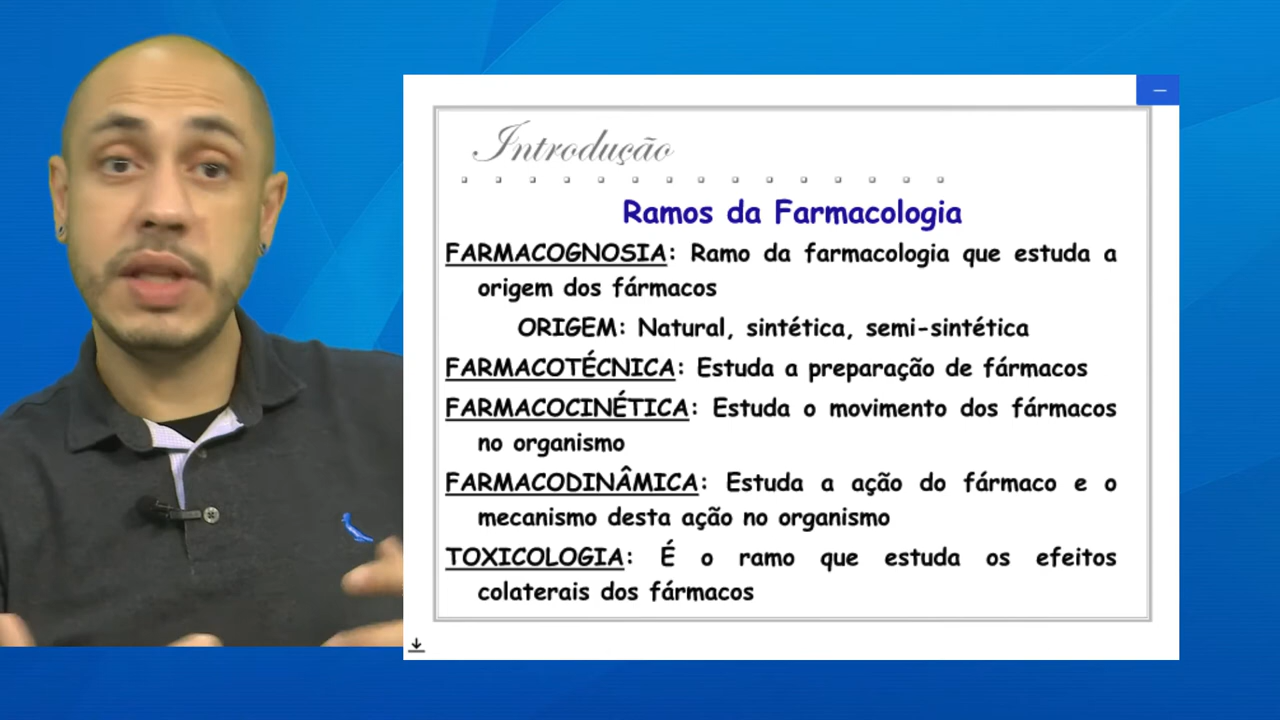 Introdução
Ramos da Farmacologia
FARMACOGNOSIA: Ramo da farmacologia que estuda a
origem dos fármacos
ORIGEM: Natural, sintética, semi-sintética
FARMACOTÉCNICA: Estuda a preparação de fármacos
FARMACOCINÉTICA: Estuda o movimento dos fármacos
no organismo
FARMACODINÂMICA: Estuda a ação do fármaco e o
mecanismo desta ação no organismo
TOXICOLOGIA: É o ramo que estuda os efeitos
colaterais dos fármacos